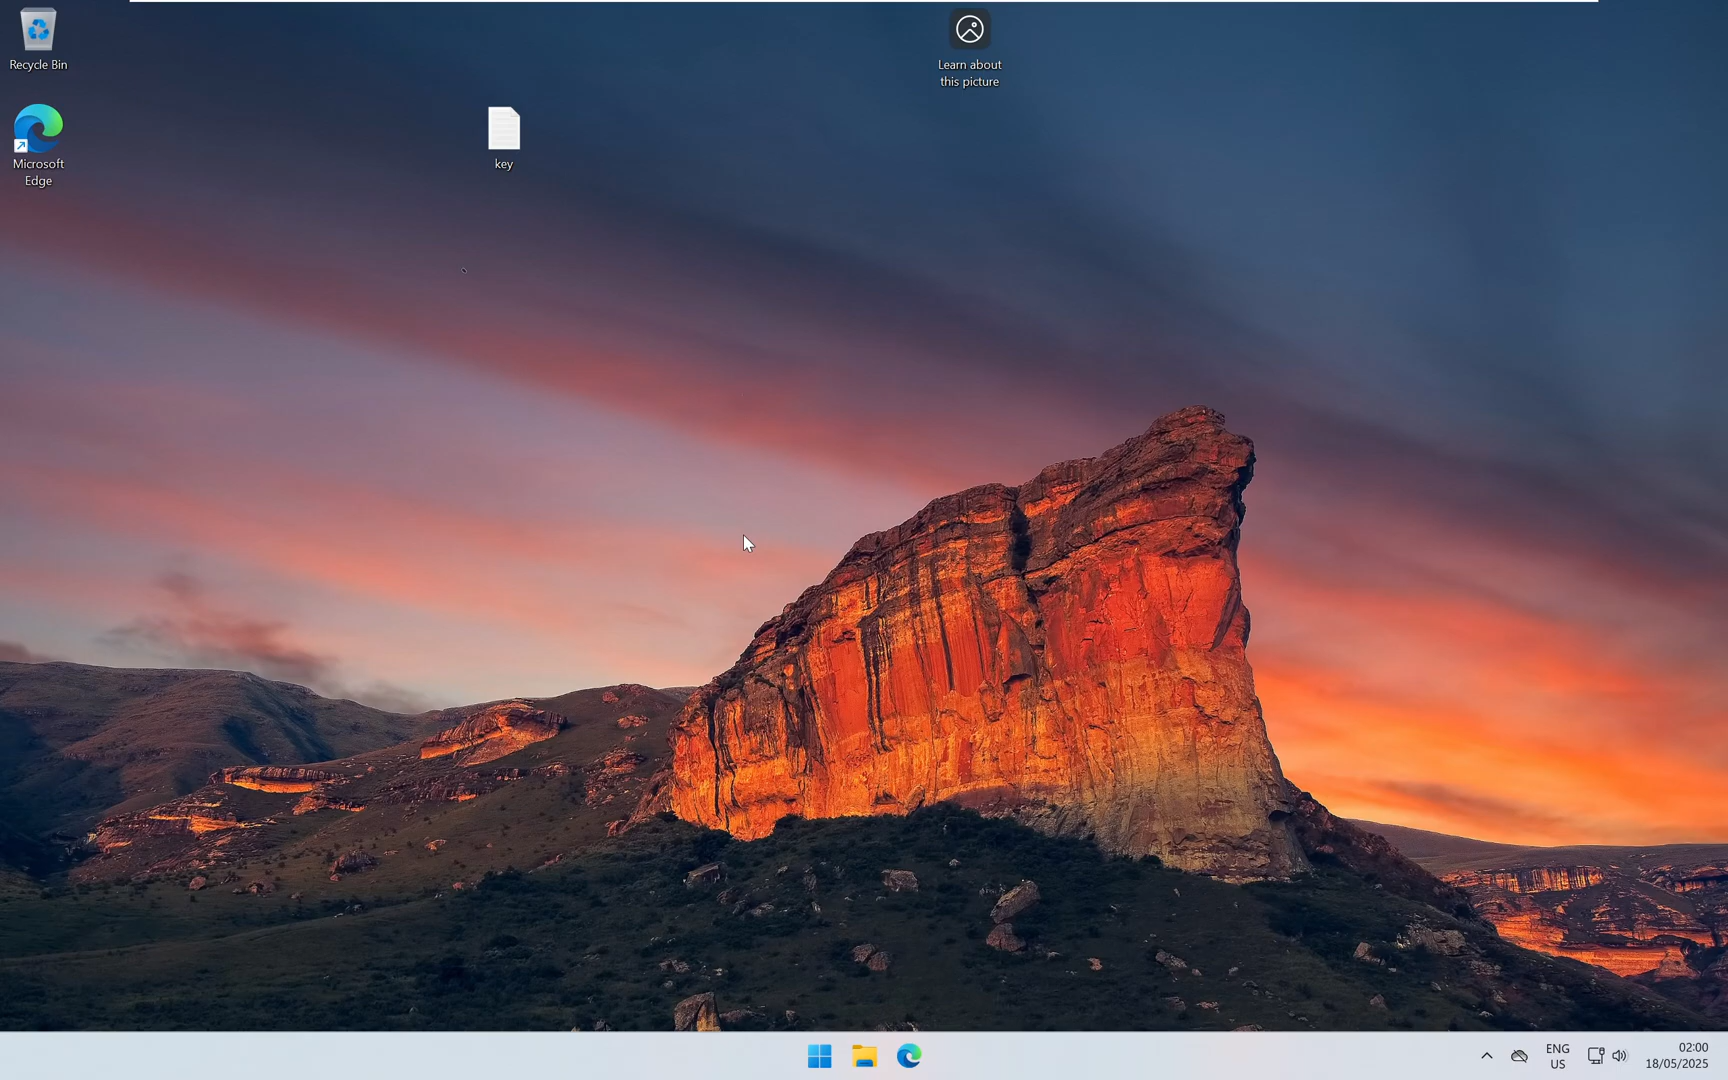 Recycle Bin
Learn about
this picture
Microsoft
Edge
key
ENG
US
02:00
18/05/2025